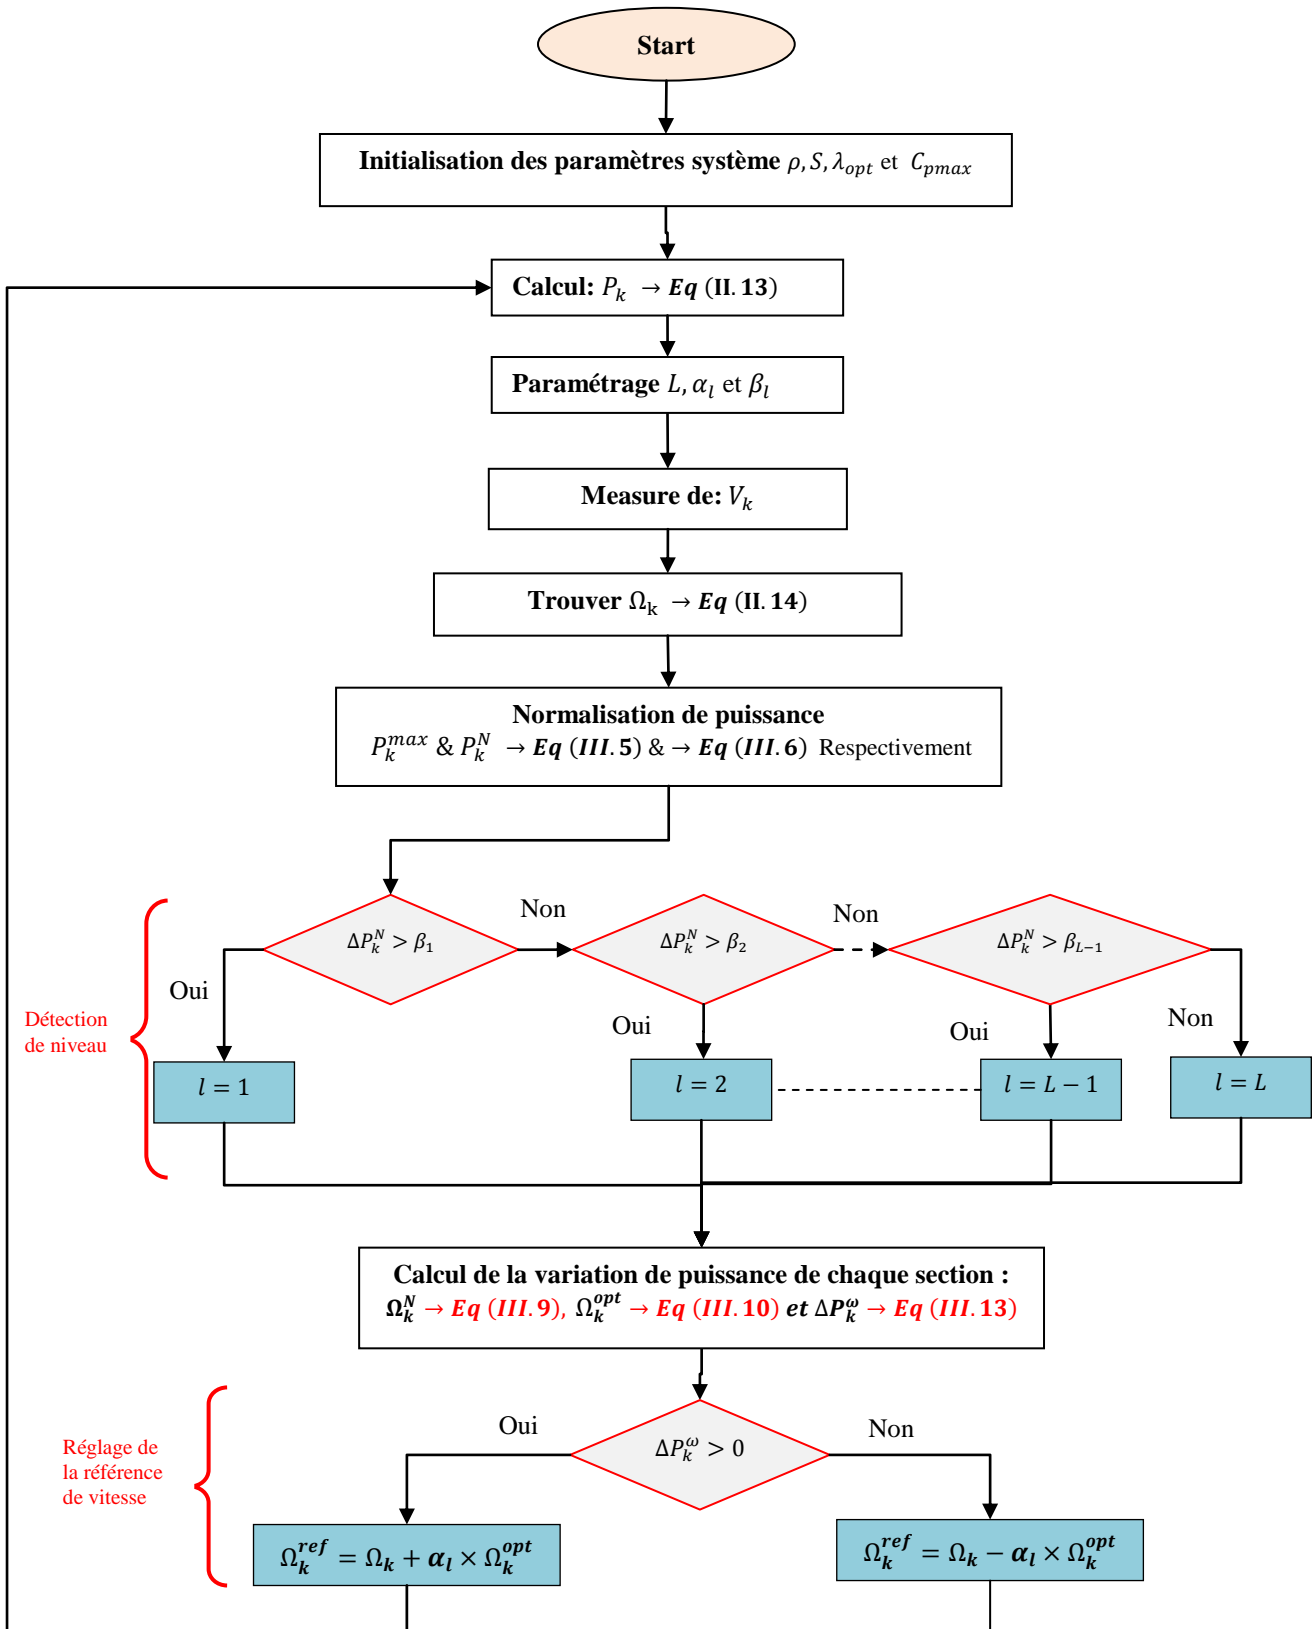 Start
Initialisation des paramètres système ρ, S, λ_opt et C_pmax
Calcul: P_k → Eq (II. 13)
Paramétrage L, α_l et β_l
Measure de: V_k
Trouver Ω_k → Eq (II. 14)
Normalisation de puissance
P_k^max & P_k^N → Eq (III. 5) & → Eq (III. 6) Respectivement
ΔP_k^N > β_1
Non
ΔP_k^N > β_2
Non
ΔP_k^N > β_{L−1}
Oui
Oui
Oui
Non
Détection
de niveau
l = 1
l = 2
l = L − 1
l = L
Calcul de la variation de puissance de chaque section :
Ω_k^N → Eq (III. 9), Ω_k^opt → Eq (III. 10) et ΔP_k^ω → Eq (III. 13)
Oui
ΔP_k^ω > 0
Non
Réglage de
la référence
de vitesse
Ω_k^ref = Ω_k + α_l × Ω_k^opt
Ω_k^ref = Ω_k − α_l × Ω_k^opt